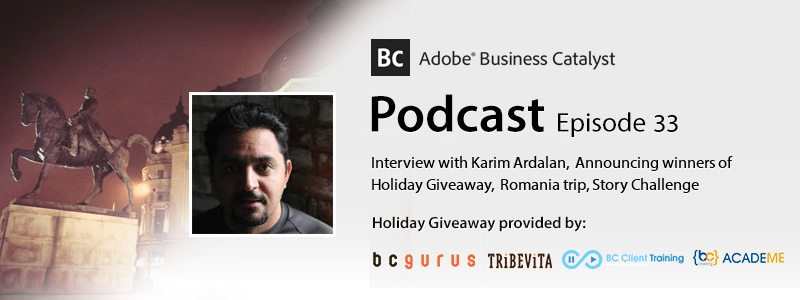 Bc Adobe® Business Catalyst
Podcast Episode 33
Interview with Karim Ardalan, Announcing winners of
Holiday Giveaway, Romania trip, Story Challenge
Holiday Giveaway provided by:
bcgurus TRiBEViTA BC Client Training {bc} ACADEME